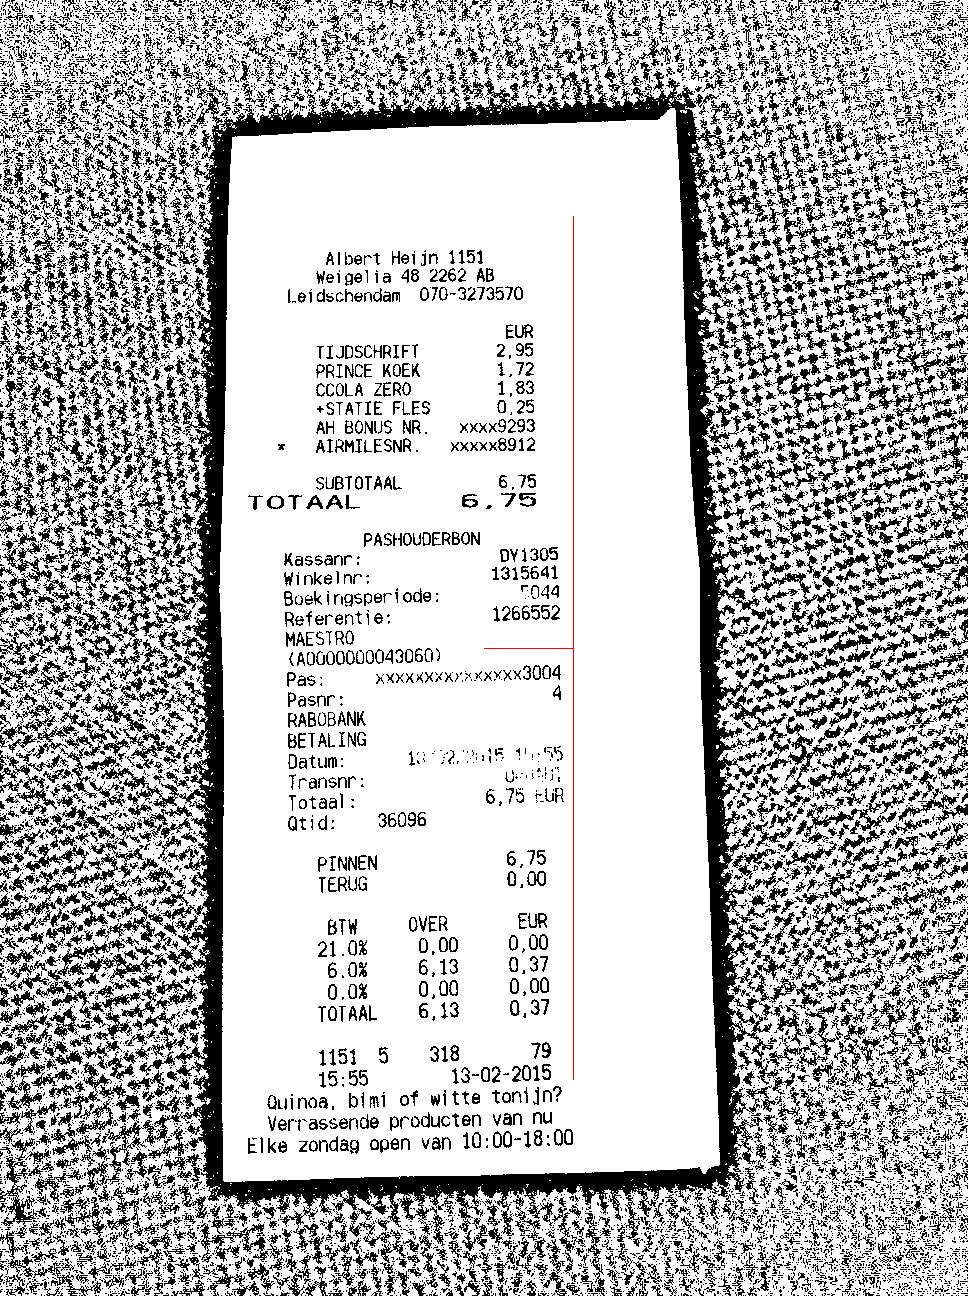 Albert Heijn 1151
Weigelia 48 2262 AB
Leidschendam 070-3273570
EUR
TIJDSCHRIFT 2,95
PRINCE KOEK 1,72
CCOLA ZERO 1,83
+STATIE FLES 0,25
AH BONUS NR. xxxx9293
* AIRMILESNR. xxxxx8912
SUBTOTAAL 6,75
TOTAAL 6,75
PASHOUDERBON
Kassanr: DV1305
Winkelnr: 1315641
Boekingsperiode:
Referentie: 1266552
MAESTRO
(A0000000043060)
Pas: xxxxxxxxxxxxxxx3004
Pasnr: 4
RABOBANK
BETALING
Datum:
Transnr:
Totaal: 6,75 EUR
Qtid: 36096
PINNEN 6,75
TERUG 0,00
BTW OVER EUR
21.0% 0,00 0,00
6.0% 6,13 0,37
0.0% 0,00 0,00
TOTAAL 6,13 0,37
1151 5 318 79
15:55 13-02-2015
Quinoa, bimi of witte tonijn?
Verrassende producten van nu
Elke zondag open van 10:00-18:00